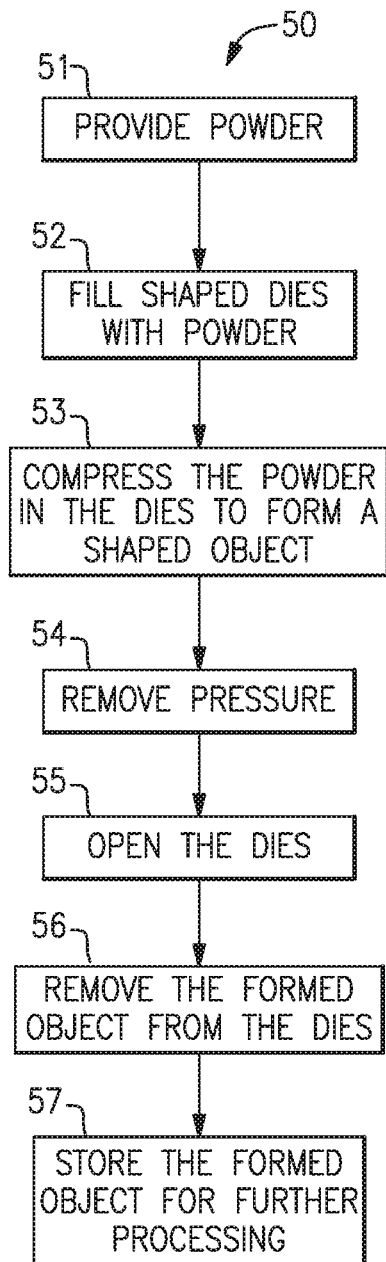 50
51
PROVIDE POWDER
52
FILL SHAPED DIES
WITH POWDER
53
COMPRESS THE POWDER
IN THE DIES TO FORM A
SHAPED OBJECT
54
REMOVE PRESSURE
55
OPEN THE DIES
56
REMOVE THE FORMED
OBJECT FROM THE DIES
57
STORE THE FORMED
OBJECT FOR FURTHER
PROCESSING